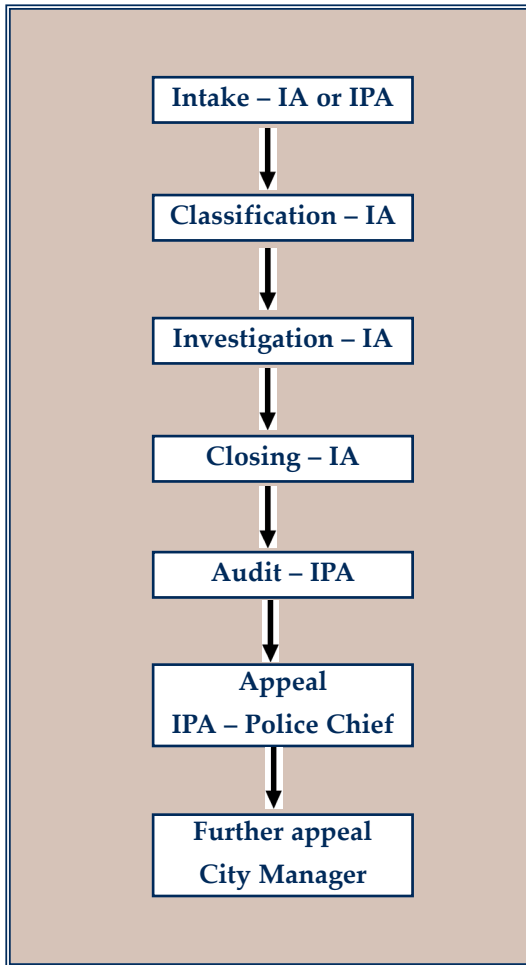 Intake – IA or IPA
Classification – IA
Investigation – IA
Closing – IA
Audit – IPA
Appeal
IPA – Police Chief
Further appeal
City Manager